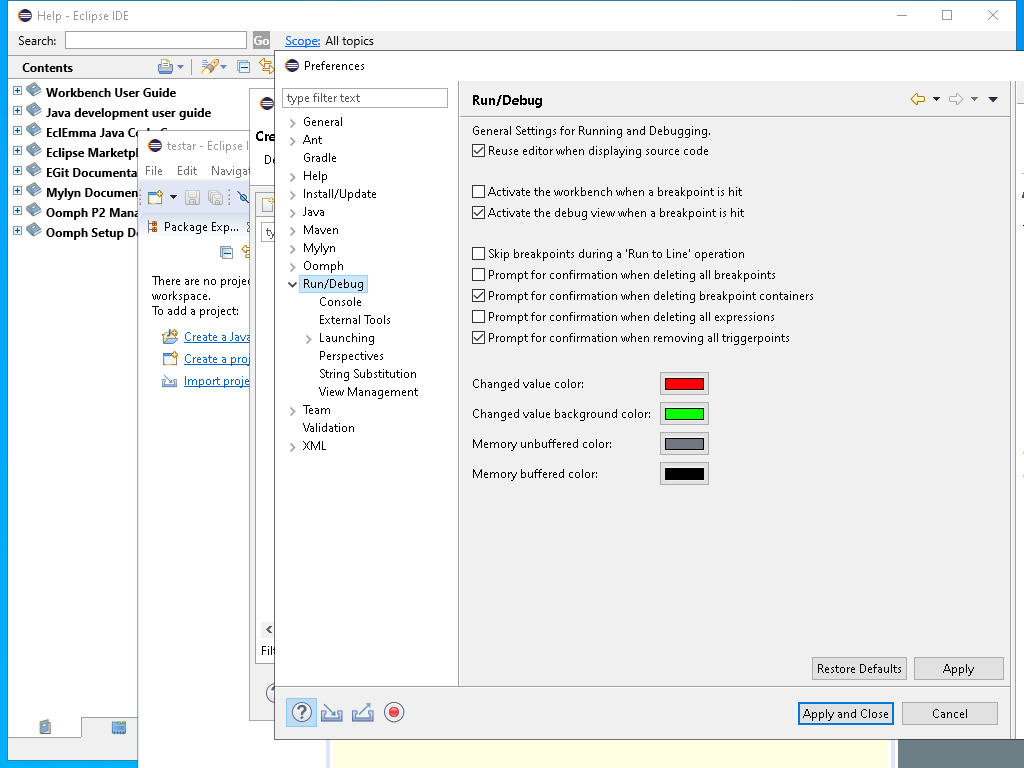 Help - Eclipse IDE
Search:
Go
Scope: All topics
Contents
Workbench User Guide
Java development user guide
EclEmma Java Co
Eclipse Marketpl
EGit Documenta
Mylyn Documen
Oomph P2 Mana
Oomph Setup De
testar - Eclipse I
File Edit Navigat
Package Exp...
There are no projec
workspace.
To add a project:
Create a Java
Create a proj
Import proje
Cre
De
ty
<
Filt
Preferences
type filter text
General
Ant
Gradle
Help
Install/Update
Java
Maven
Mylyn
Oomph
Run/Debug
Console
External Tools
Launching
Perspectives
String Substitution
View Management
Team
Validation
XML
Run/Debug
General Settings for Running and Debugging.
Reuse editor when displaying source code
Activate the workbench when a breakpoint is hit
Activate the debug view when a breakpoint is hit
Skip breakpoints during a 'Run to Line' operation
Prompt for confirmation when deleting all breakpoints
Prompt for confirmation when deleting breakpoint containers
Prompt for confirmation when deleting all expressions
Prompt for confirmation when removing all triggerpoints
Changed value color:
Changed value background color:
Memory unbuffered color:
Memory buffered color:
Restore Defaults
Apply
Apply and Close
Cancel